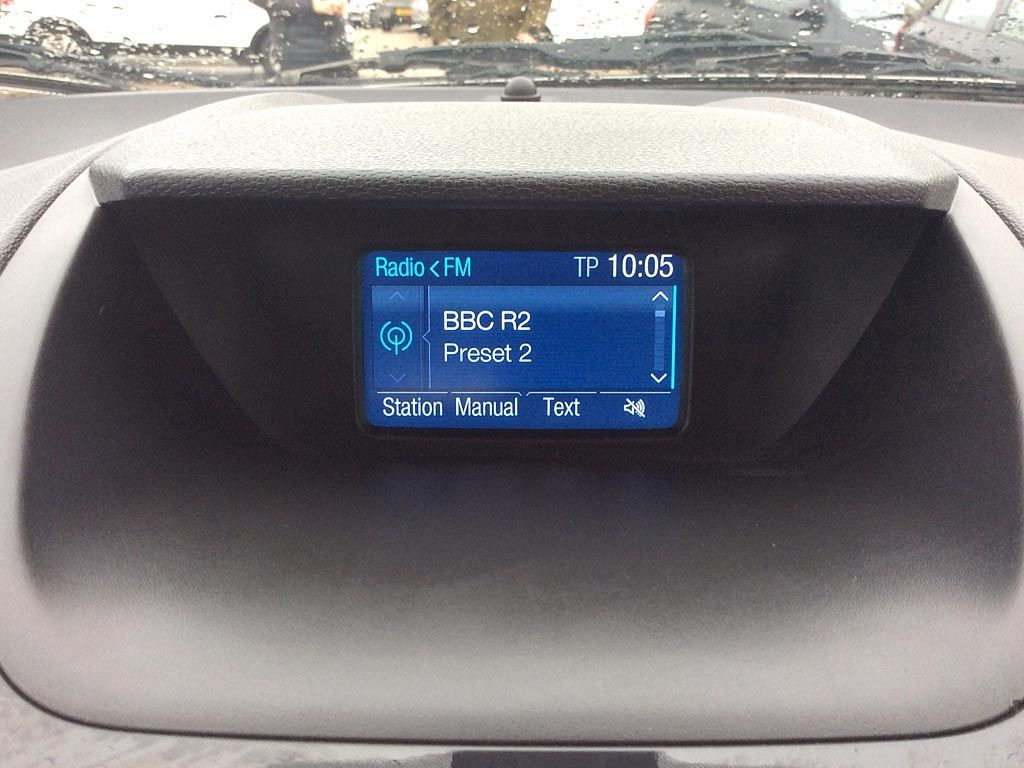 Radio < FM TP 10:05
BBC R2
Preset 2
Station Manual Text